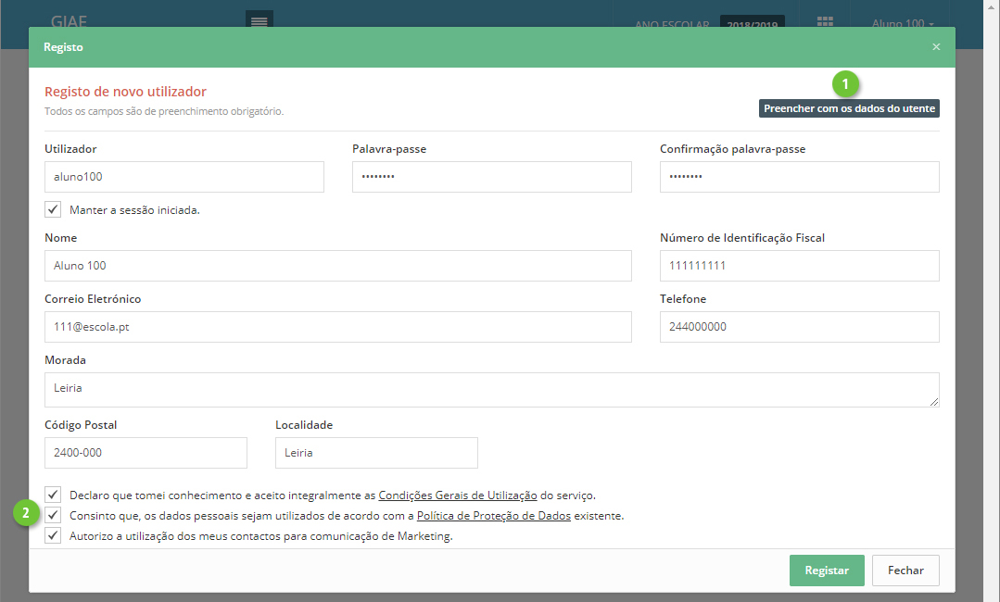 GIAE
ANO ESCOLAR 2018/2019 Aluno 100
Registo ×
1
Registo de novo utilizador
Todos os campos são de preenchimento obrigatório.
Preencher com os dados do utente
Utilizador Palavra-passe Confirmação palavra-passe
aluno100 •••••••• ••••••••
Manter a sessão iniciada.
Nome Número de Identificação Fiscal
Aluno 100 111111111
Correio Eletrónico Telefone
111@escola.pt 244000000
Morada
Leiria
Código Postal Localidade
2400-000 Leiria
Declaro que tomei conhecimento e aceito integralmente as Condições Gerais de Utilização do serviço.
2 Consinto que, os dados pessoais sejam utilizados de acordo com a Política de Proteção de Dados existente.
Autorizo a utilização dos meus contactos para comunicação de Marketing.
Registar Fechar